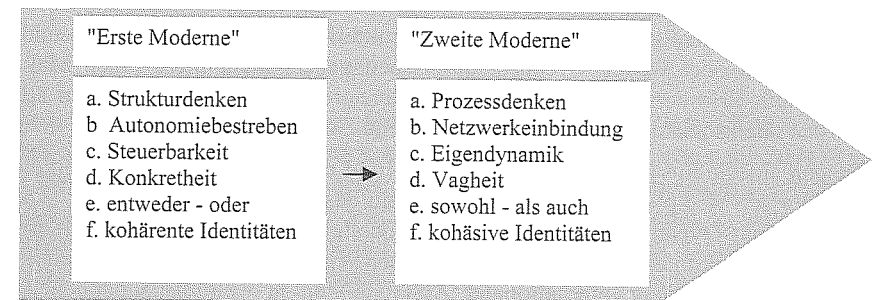 "Erste Moderne"
a. Strukturdenken
b Autonomiebestreben
c. Steuerbarkeit
d. Konkretheit
e. entweder - oder
f. kohärente Identitäten
"Zweite Moderne"
a. Prozessdenken
b. Netzwerkeinbindung
c. Eigendynamik
d. Vagheit
e. sowohl - als auch
f. kohäsive Identitäten